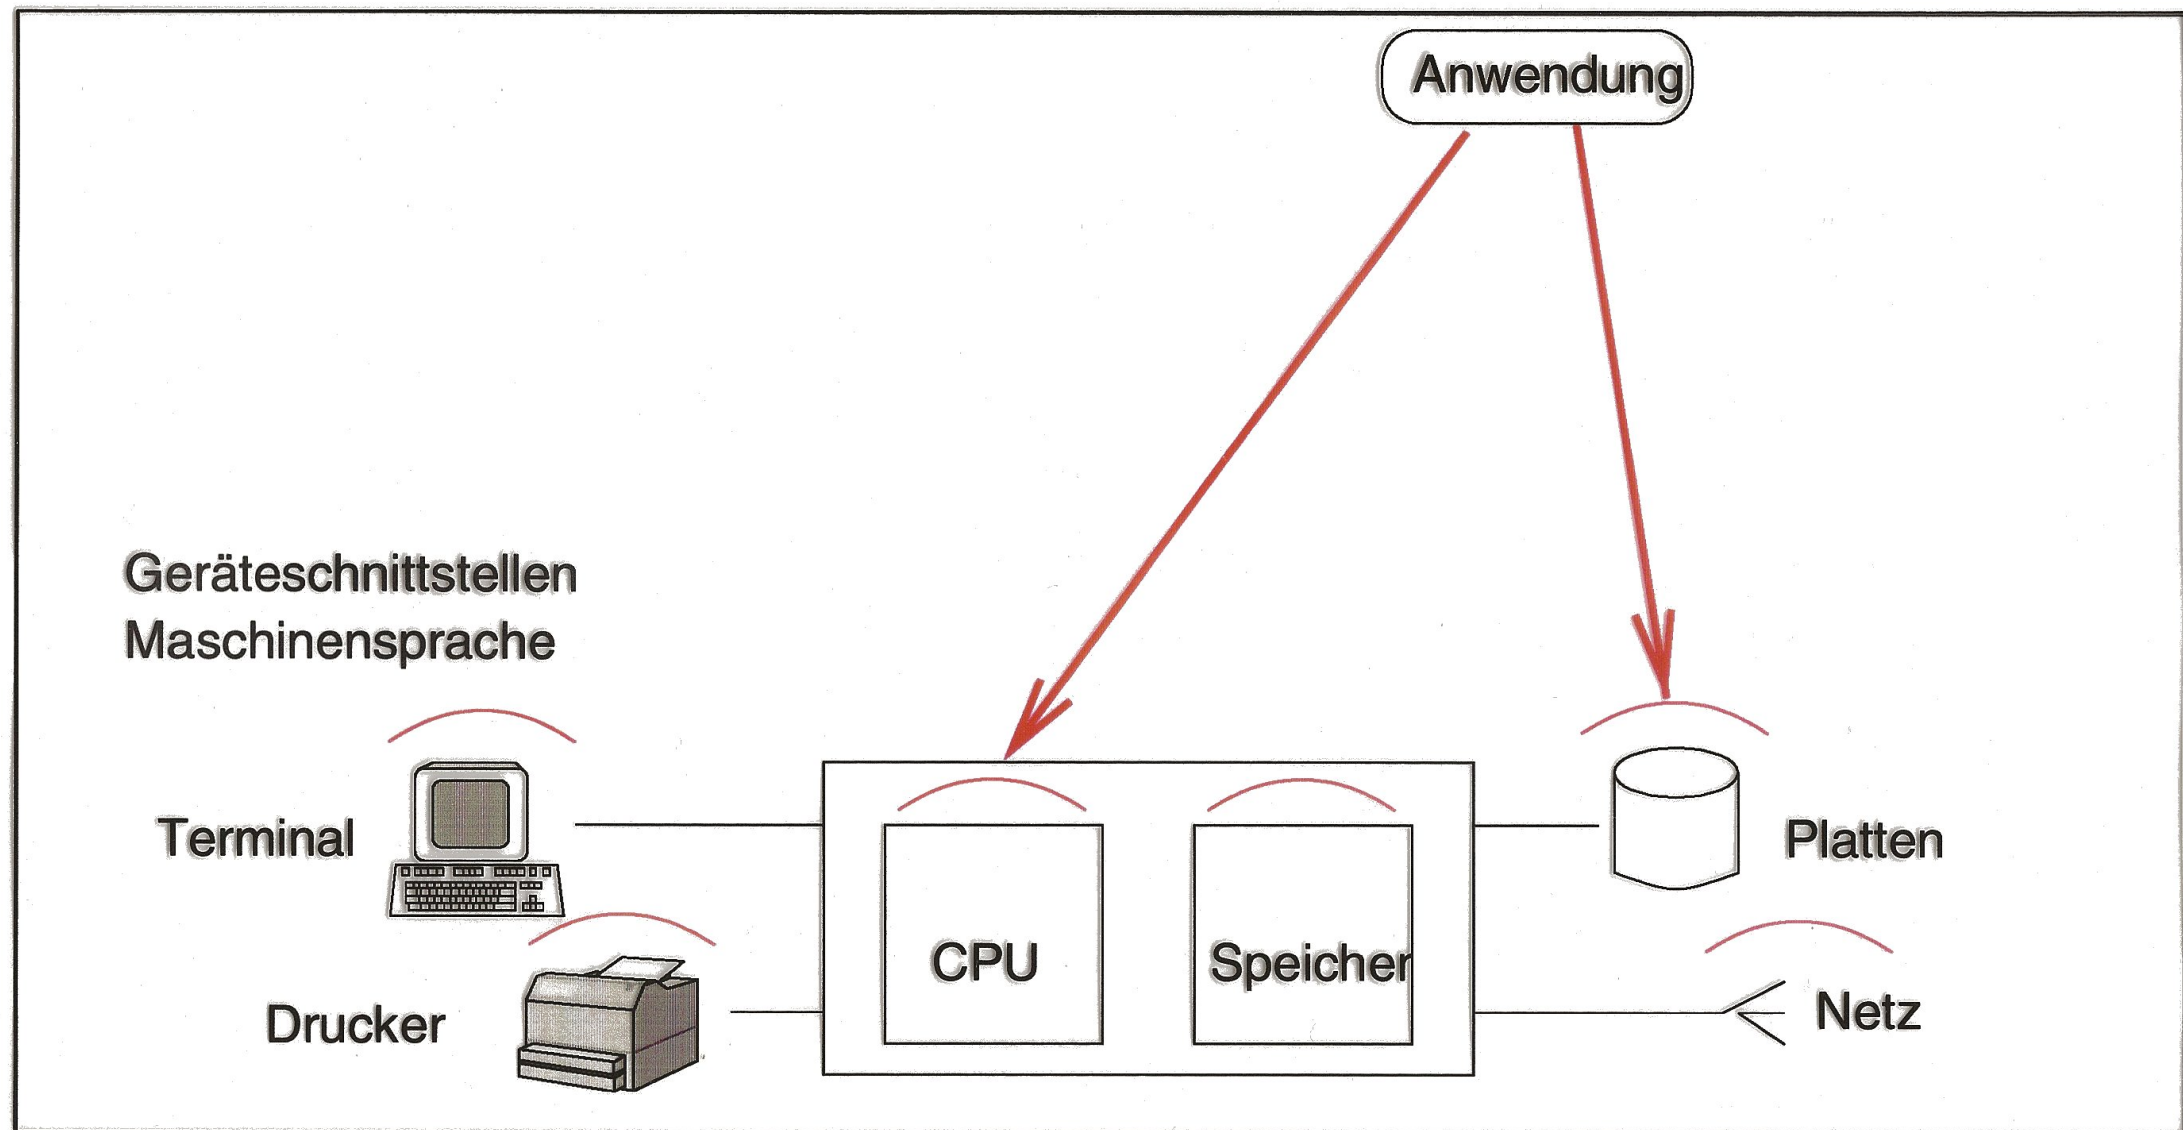 Anwendung
Geräteschnittstellen
Maschinensprache
Terminal
Platten
CPU
Speicher
Drucker
Netz